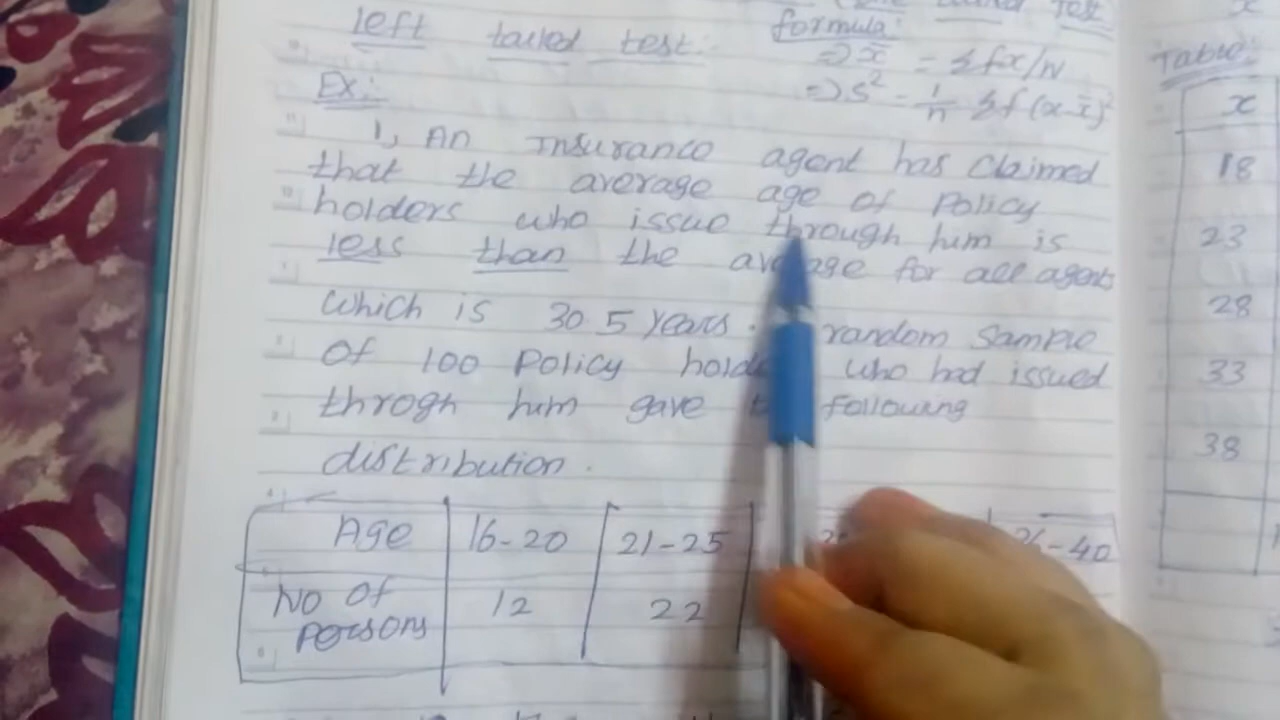 Test
left tailed test:
formula:
⇒ x̄ = Σfx/N
⇒ S² = 1/n Σf(x-x̄)²
Ex:
1, An Insurance agent has claimed
that the average age of Policy
holders who issue through him is
less than the average for all agents
which is 30 5 years. random Sample
Of 100 Policy who had issued
throgh him gave following
distribution.
Age 16-20 21-25 -40
No Of Persons 12 22
Table:
x
18
23
28
33
38